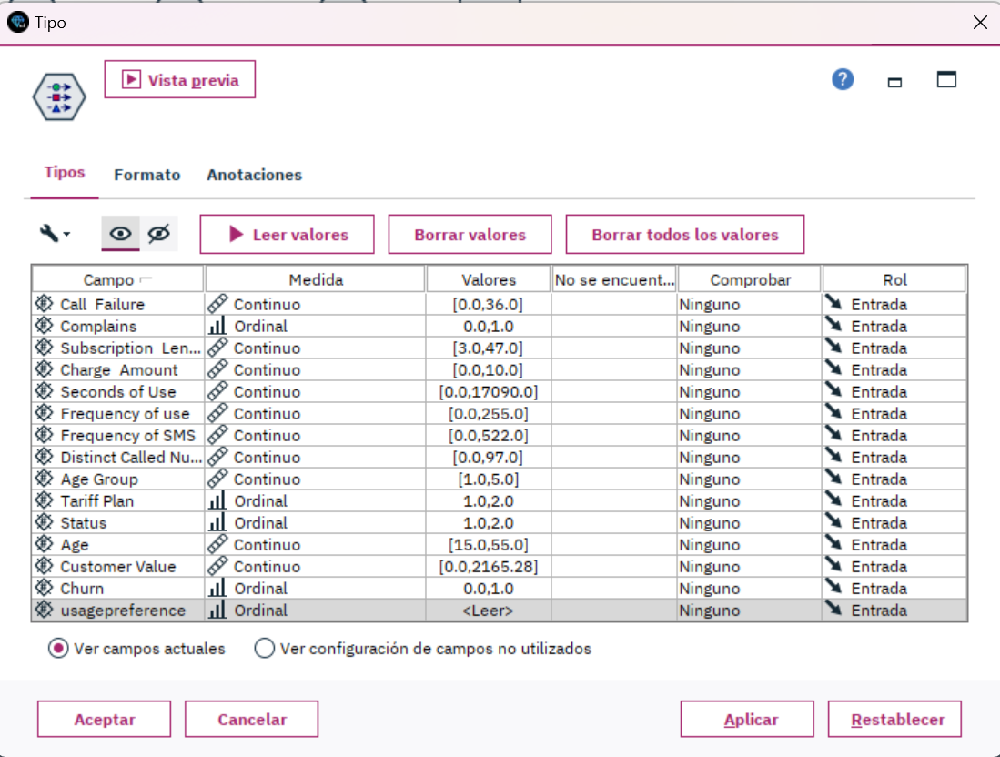 Tipo
Vista previa
?
Tipos Formato Anotaciones
Leer valores Borrar valores Borrar todos los valores
Campo Medida Valores No se encuent... Comprobar Rol
Call Failure Continuo [0.0,36.0] Ninguno Entrada
Complains Ordinal 0.0,1.0 Ninguno Entrada
Subscription Len... Continuo [3.0,47.0] Ninguno Entrada
Charge Amount Continuo [0.0,10.0] Ninguno Entrada
Seconds of Use Continuo [0.0,17090.0] Ninguno Entrada
Frequency of use Continuo [0.0,255.0] Ninguno Entrada
Frequency of SMS Continuo [0.0,522.0] Ninguno Entrada
Distinct Called Nu... Continuo [0.0,97.0] Ninguno Entrada
Age Group Continuo [1.0,5.0] Ninguno Entrada
Tariff Plan Ordinal 1.0,2.0 Ninguno Entrada
Status Ordinal 1.0,2.0 Ninguno Entrada
Age Continuo [15.0,55.0] Ninguno Entrada
Customer Value Continuo [0.0,2165.28] Ninguno Entrada
Churn Ordinal 0.0,1.0 Ninguno Entrada
usagepreference Ordinal <Leer> Ninguno Entrada
Ver campos actuales Ver configuración de campos no utilizados
Aceptar Cancelar Aplicar Restablecer